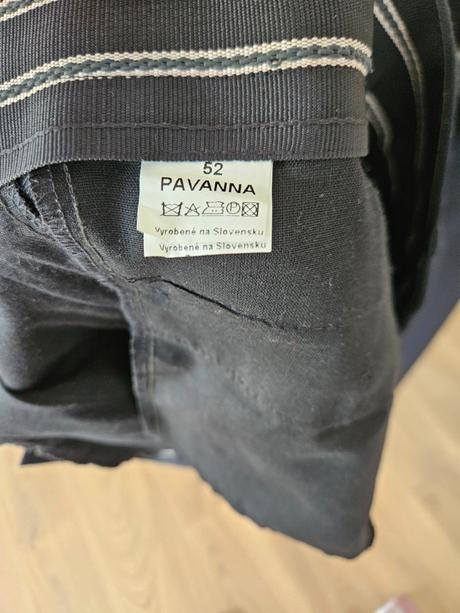 52
PAVANNA
Vyrobené na Slovensku
Vyrobené na Slovensku